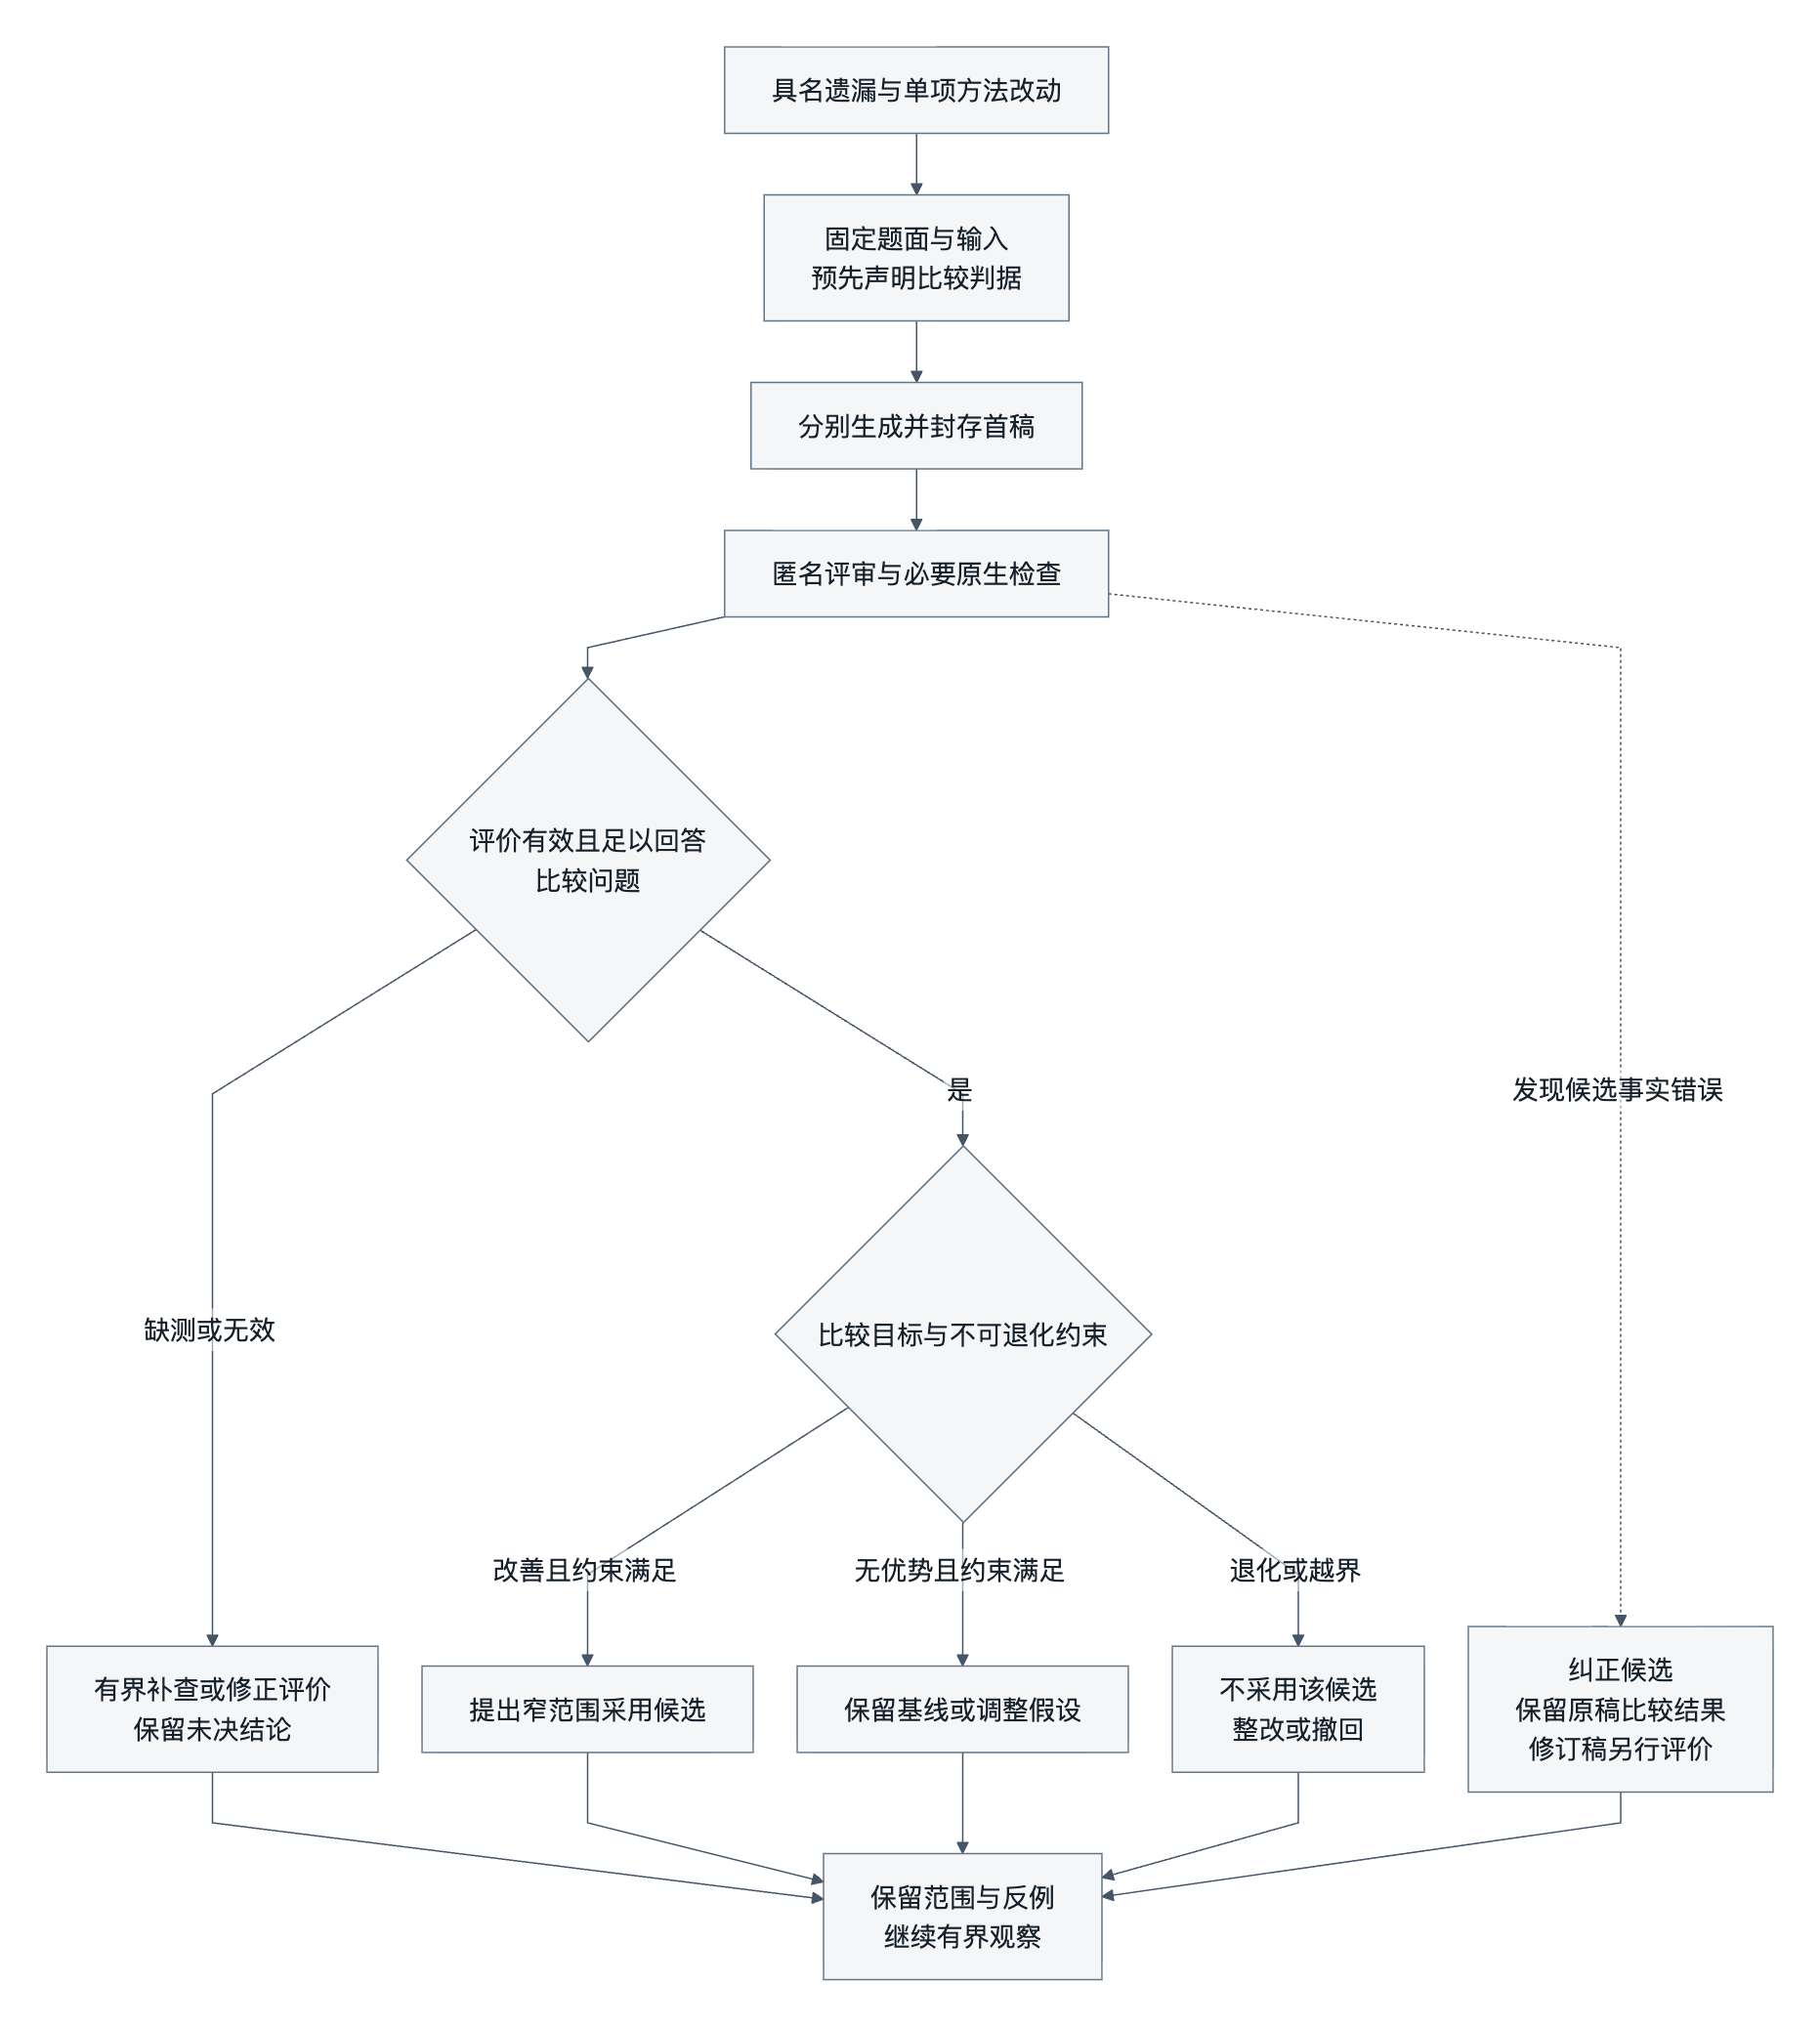 具名遗漏与单项方法改动
固定题面与输入
预先声明比较判据
分别生成并封存首稿
匿名评审与必要原生检查
评价有效且足以回答
比较问题
是
发现候选事实错误
缺测或无效
比较目标与不可退化约束
改善且约束满足
无优势且约束满足
退化或越界
有界补查或修正评价
保留未决结论
提出窄范围采用候选
保留基线或调整假设
不采用该候选
整改或撤回
纠正候选
保留原稿比较结果
修订稿另行评价
保留范围与反例
继续有界观察